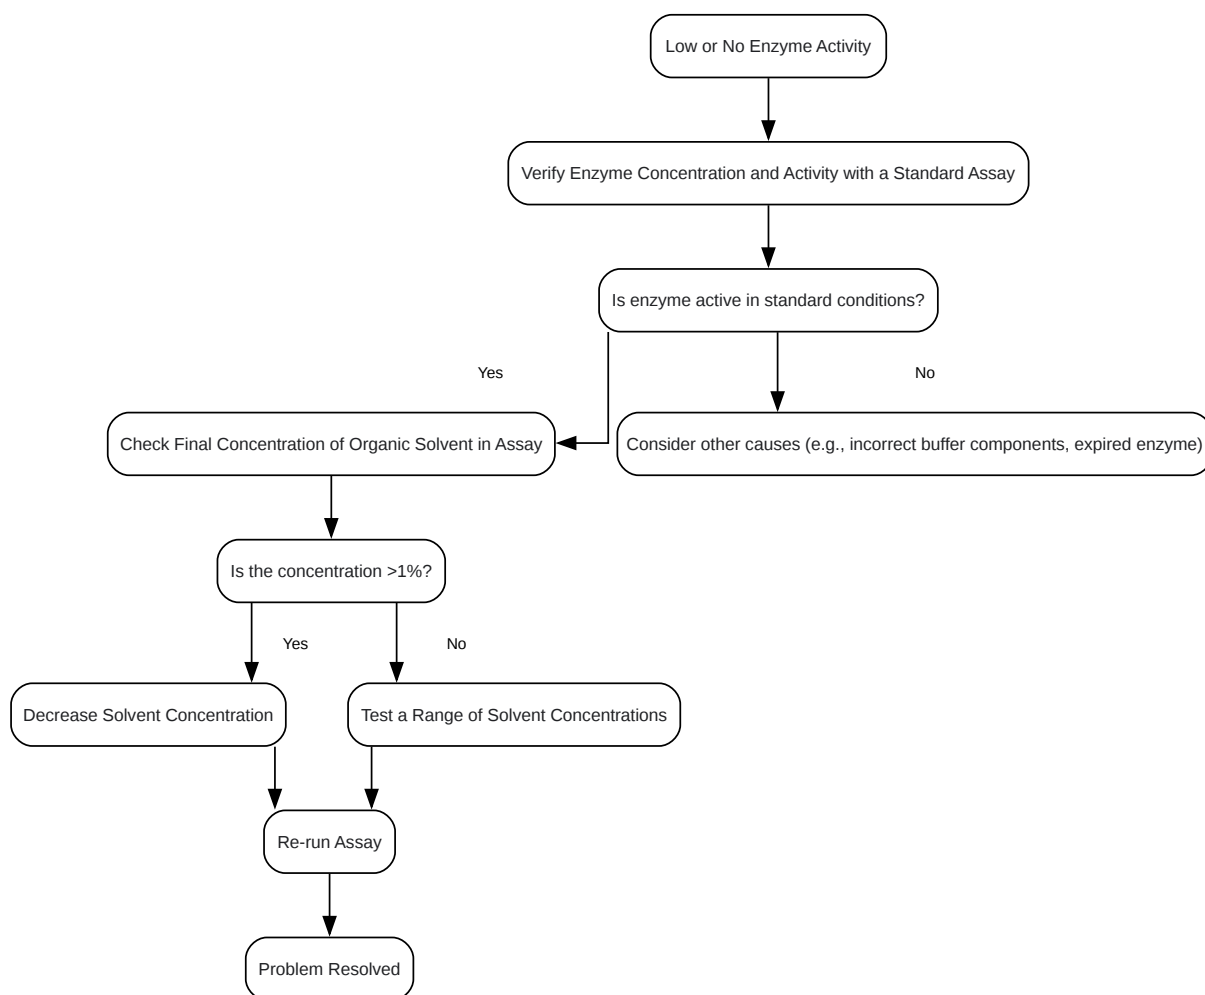 Low or No Enzyme Activity
Verify Enzyme Concentration and Activity with a Standard Assay
Is enzyme active in standard conditions?
Yes
No
Check Final Concentration of Organic Solvent in Assay
Consider other causes (e.g., incorrect buffer components, expired enzyme)
Is the concentration >1%?
Yes
No
Decrease Solvent Concentration
Test a Range of Solvent Concentrations
Re-run Assay
Problem Resolved